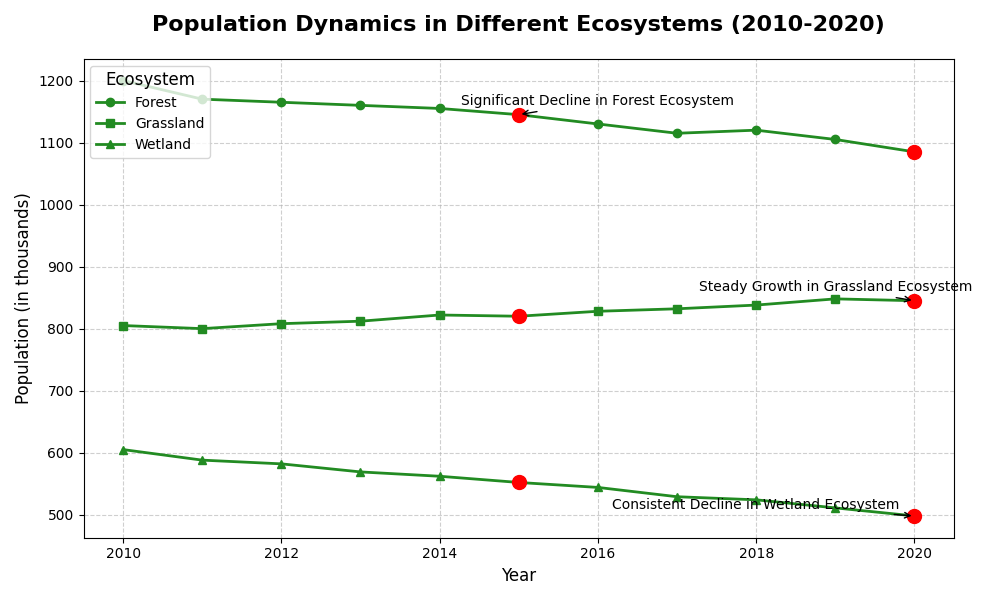 Population Dynamics in Different Ecosystems (2010-2020)
Ecosystem
Forest
Grassland
Wetland
Significant Decline in Forest Ecosystem
Steady Growth in Grassland Ecosystem
Consistent Decline in Wetland Ecosystem
Population (in thousands)
1200
1100
1000
900
800
700
600
500
2010
2012
2014
2016
2018
2020
Year